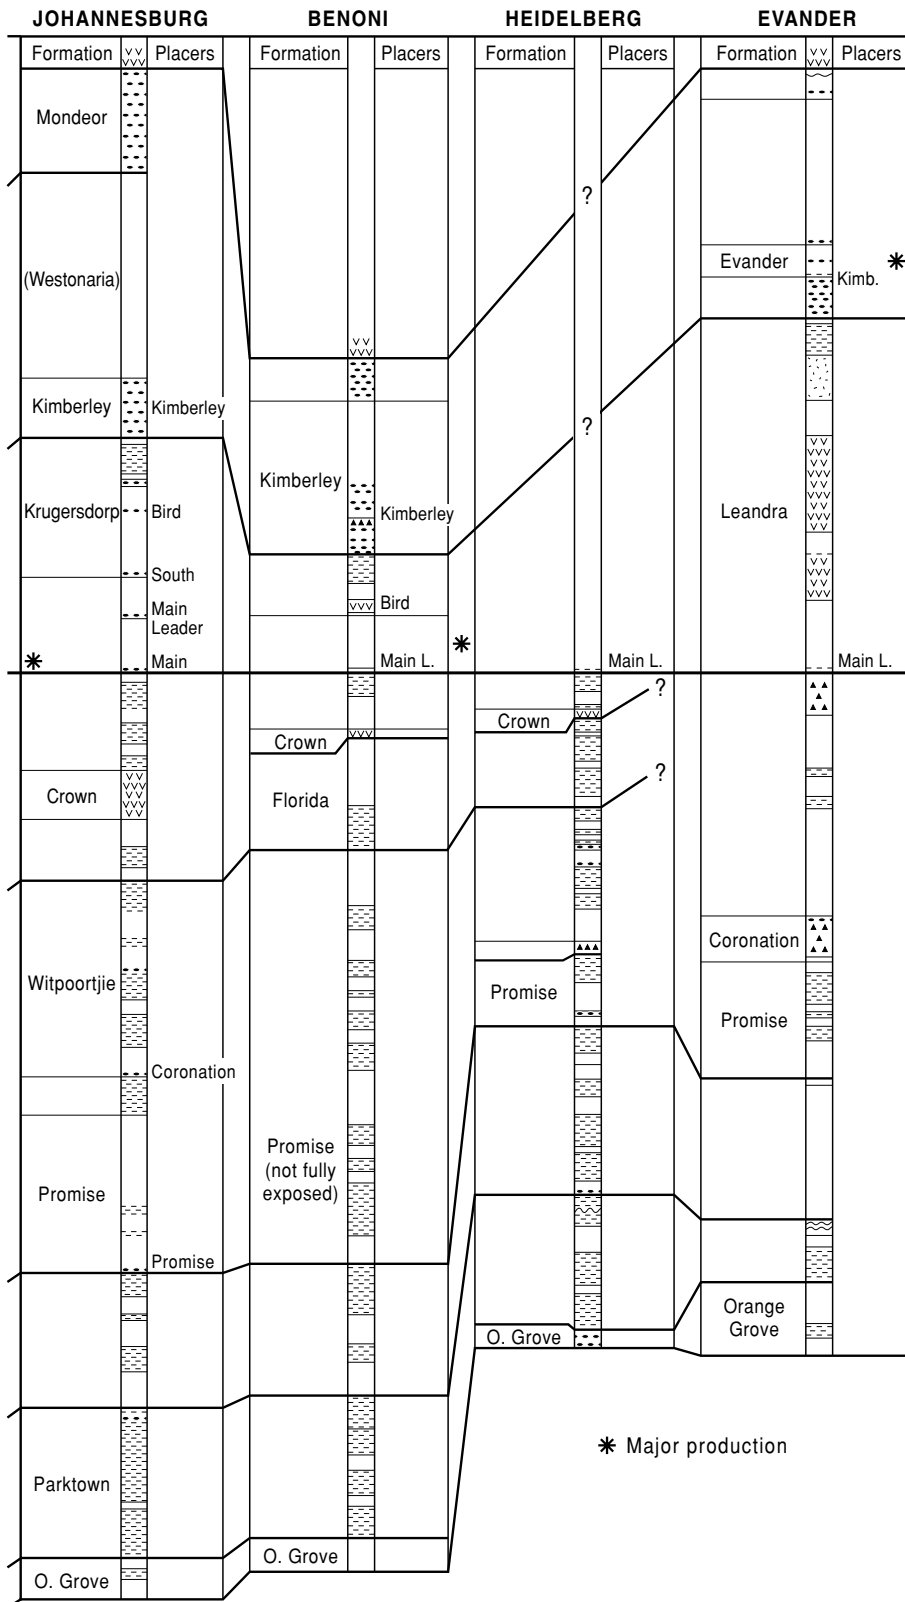 JOHANNESBURG
BENONI
HEIDELBERG
EVANDER
Formation
Placers
Formation
Placers
Formation
Placers
Formation
Placers
Mondeor
(Westonaria)
Kimberley
Kimberley
Krugersdorp
Bird
South
Main
Leader
Main
Crown
Witpoortjie
Coronation
Promise
Promise
Parktown
O. Grove
Kimberley
Kimberley
Bird
Main L.
Crown
Florida
Promise
(not fully
exposed)
O. Grove
?
?
Main L.
?
Crown
?
Promise
O. Grove
Evander
Kimb.
Leandra
Main L.
Coronation
Promise
Orange
Grove
Major production